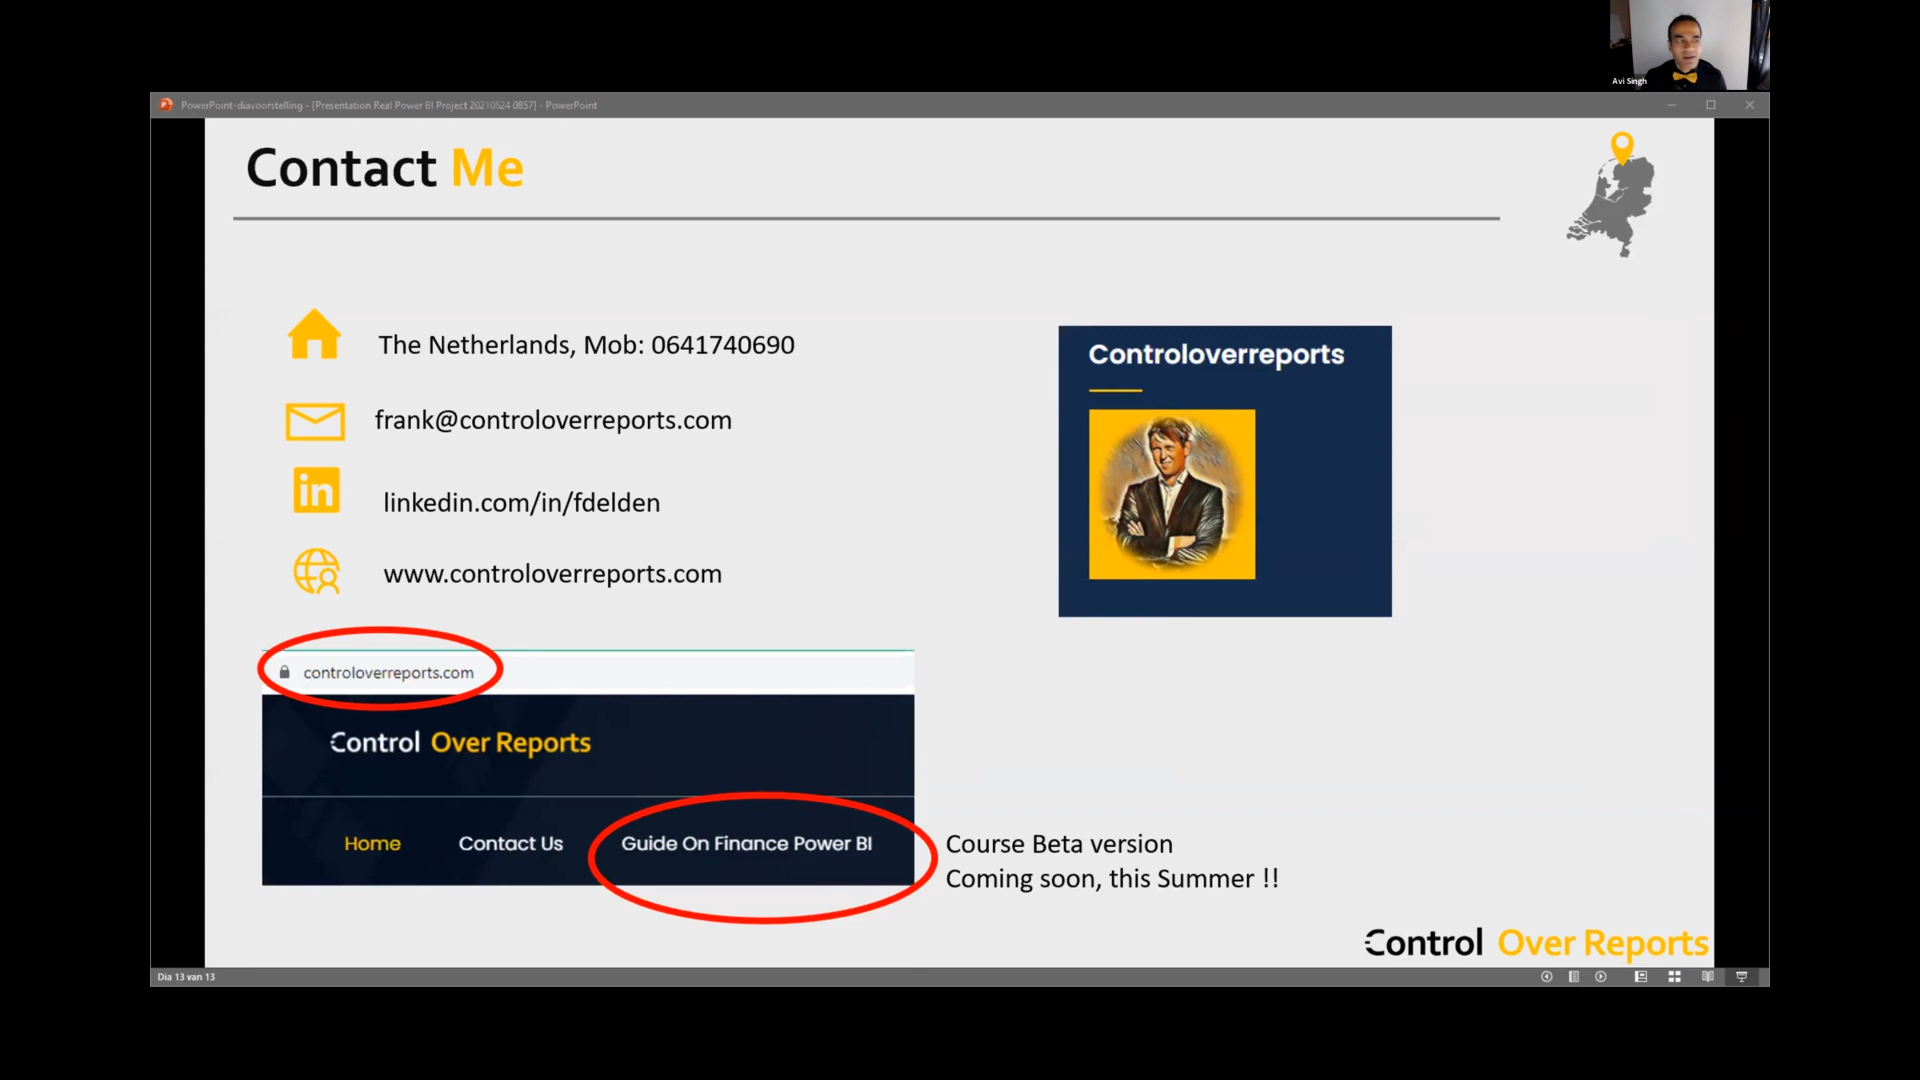 Avi Singh
PowerPoint-diavoorstelling - [Presentation Real Power BI Project 20210624 0857] - PowerPoint
Contact Me
The Netherlands, Mob: 0641740690
frank@controloverreports.com
in
linkedin.com/in/fdelden
www.controloverreports.com
Controloverreports
controloverreports.com
Control Over Reports
Home Contact Us Guide On Finance Power BI
Course Beta version
Coming soon, this Summer !!
Control Over Reports
Dia 13 van 13